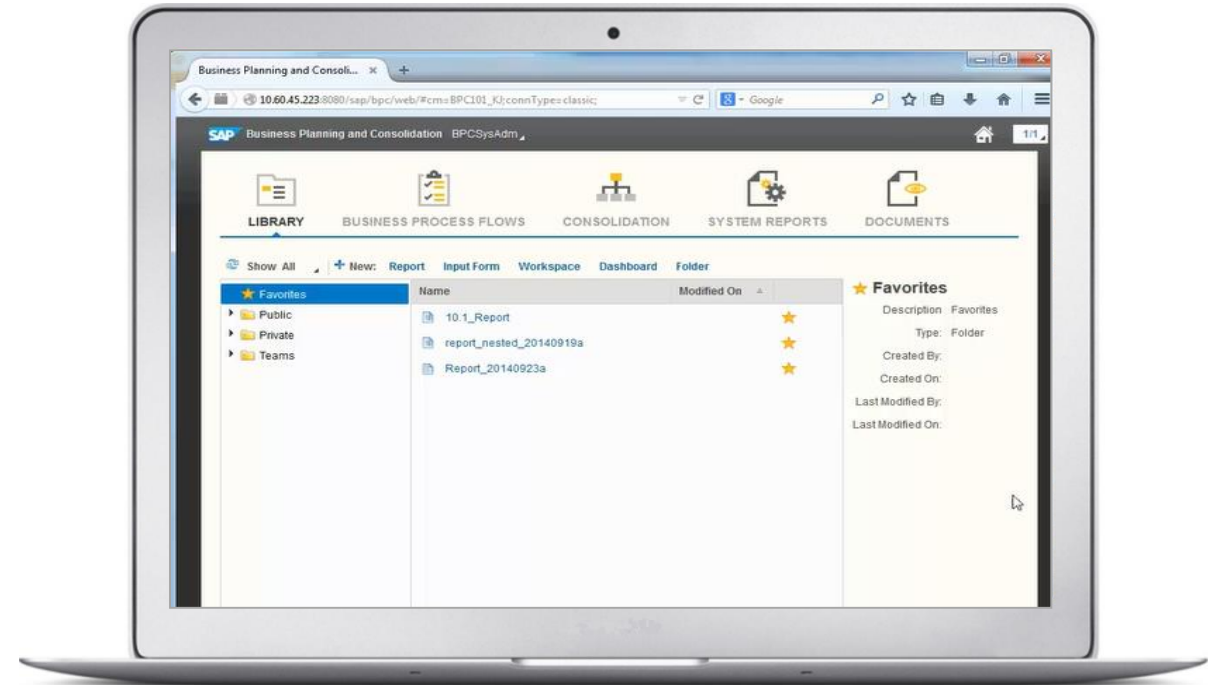 Business Planning and Consoli... × +
10.60.45.223:8080/sap/bpc/web/#cm=BPC101_KJ;connType=classic; Google
SAP Business Planning and Consolidation BPCSysAdm 1/1
LIBRARY BUSINESS PROCESS FLOWS CONSOLIDATION SYSTEM REPORTS DOCUMENTS
Show All + New: Report Input Form Workspace Dashboard Folder
Favorites
Public
Private
Teams
Name Modified On
10.1_Report
report_nested_20140919a
Report_20140923a
Favorites
Description Favorites
Type: Folder
Created By:
Created On:
Last Modified By:
Last Modified On: